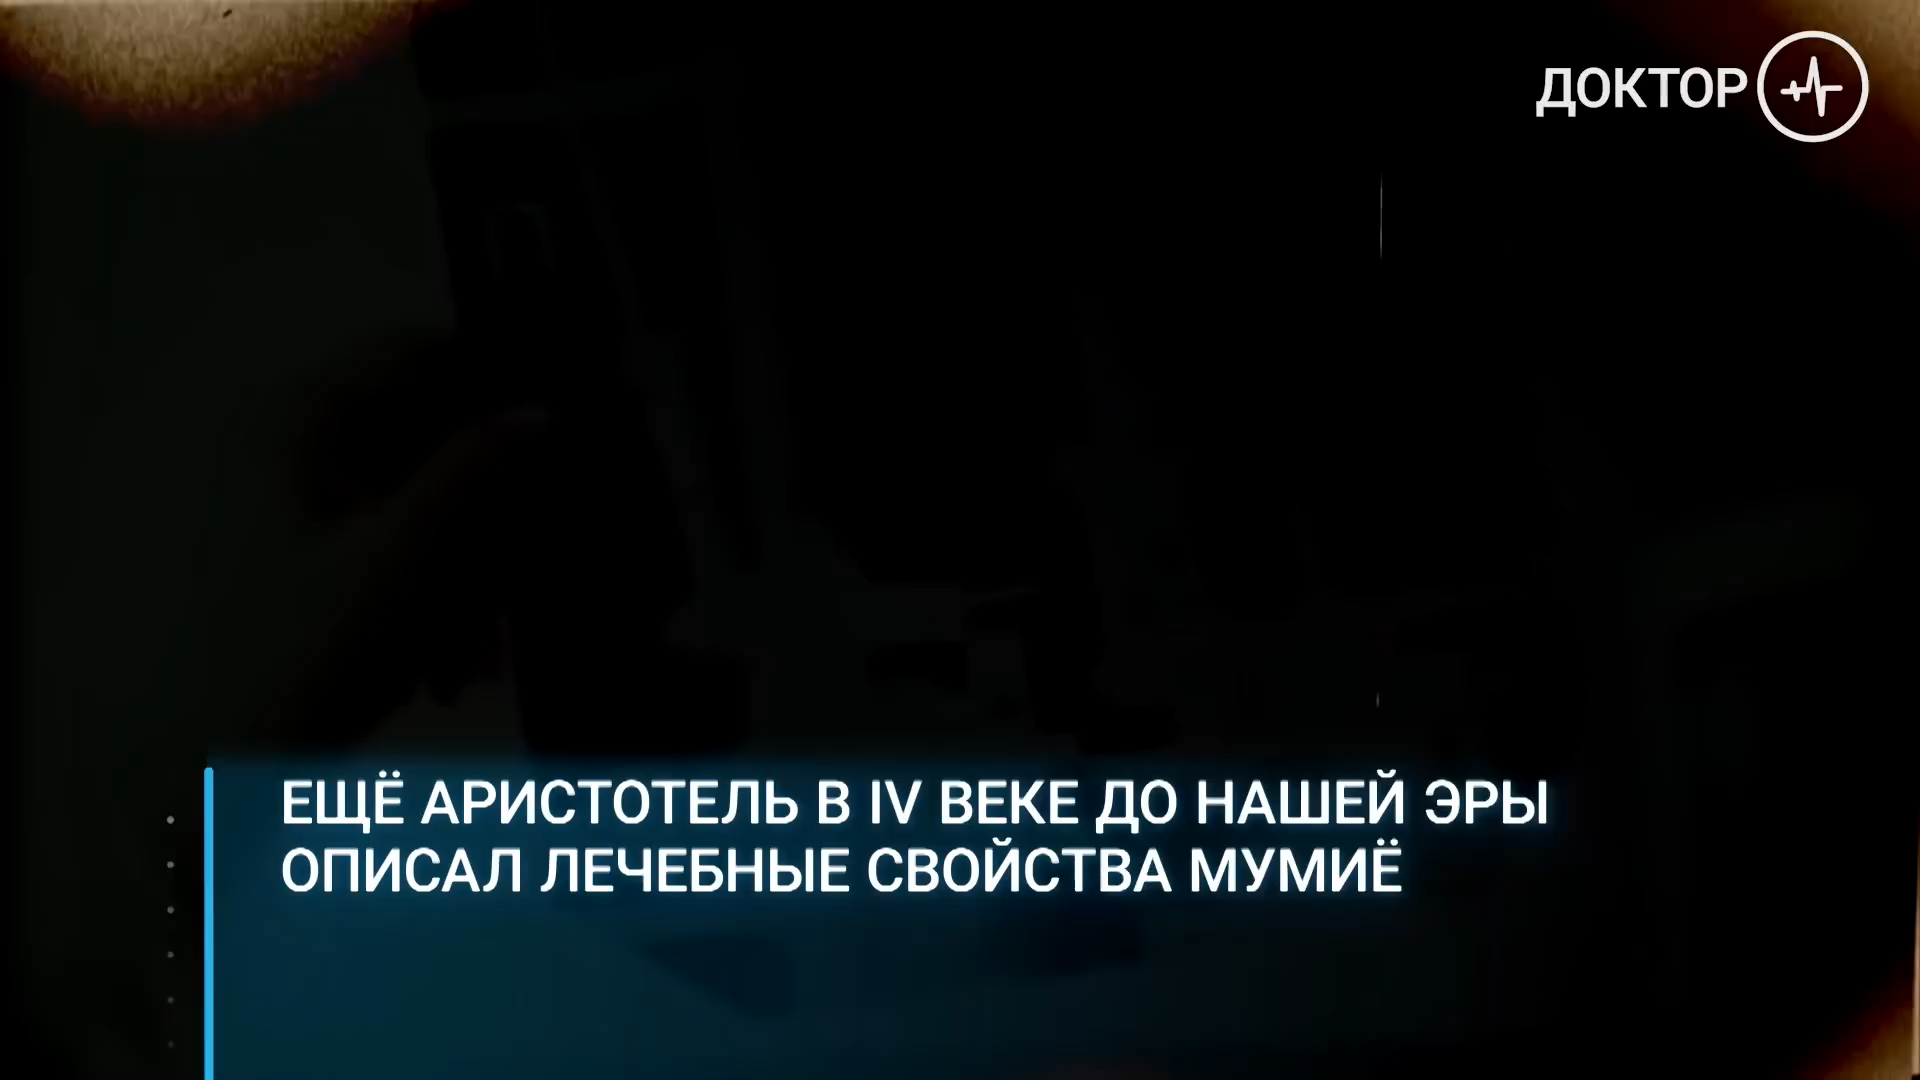 ДОКТОР
ЕЩЁ АРИСТОТЕЛЬ В IV ВЕКЕ ДО НАШЕЙ ЭРЫ
ОПИСАЛ ЛЕЧЕБНЫЕ СВОЙСТВА МУМИЁ